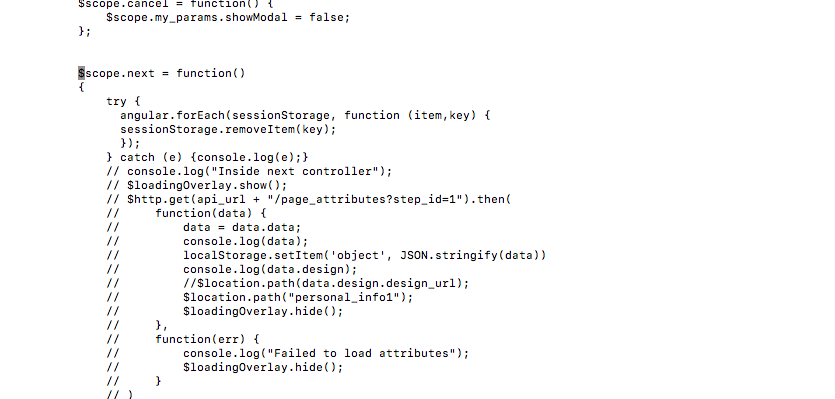 $scope.cancel = function() {
    $scope.my_params.showModal = false;
};
$scope.next = function()
{
    try {
      angular.forEach(sessionStorage, function (item,key) {
      sessionStorage.removeItem(key);
      });
    } catch (e) {console.log(e);}
    // console.log("Inside next controller");
    // $loadingOverlay.show();
    // $http.get(api_url + "/page_attributes?step_id=1").then(
    //     function(data) {
    //         data = data.data;
    //         console.log(data);
    //         localStorage.setItem('object', JSON.stringify(data))
    //         console.log(data.design);
    //         //$location.path(data.design.design_url);
    //         $location.path("personal_info1");
    //         $loadingOverlay.hide();
    //     },
    //     function(err) {
    //         console.log("Failed to load attributes");
    //         $loadingOverlay.hide();
    //     }
    // )